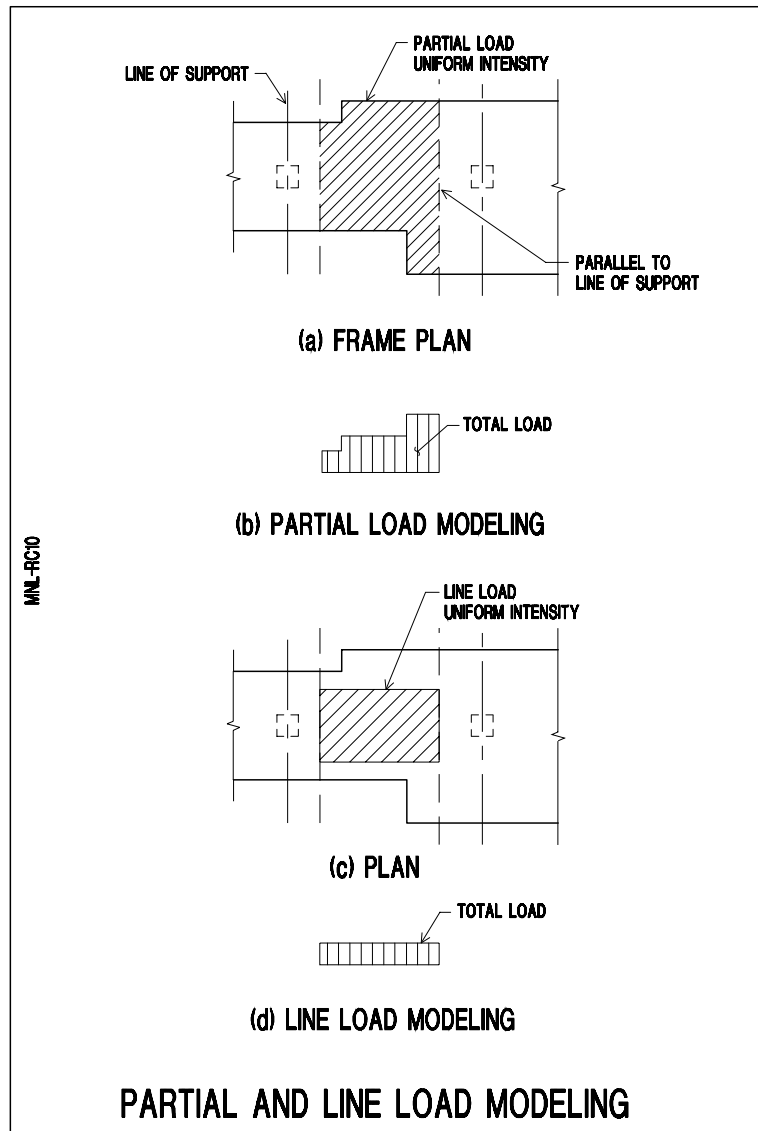 PARTIAL LOAD
UNIFORM INTENSITY
LINE OF SUPPORT
PARALLEL TO
LINE OF SUPPORT
(a) FRAME PLAN
TOTAL LOAD
(b) PARTIAL LOAD MODELING
MNL-RC10
LINE LOAD
UNIFORM INTENSITY
(c) PLAN
TOTAL LOAD
(d) LINE LOAD MODELING
PARTIAL AND LINE LOAD MODELING